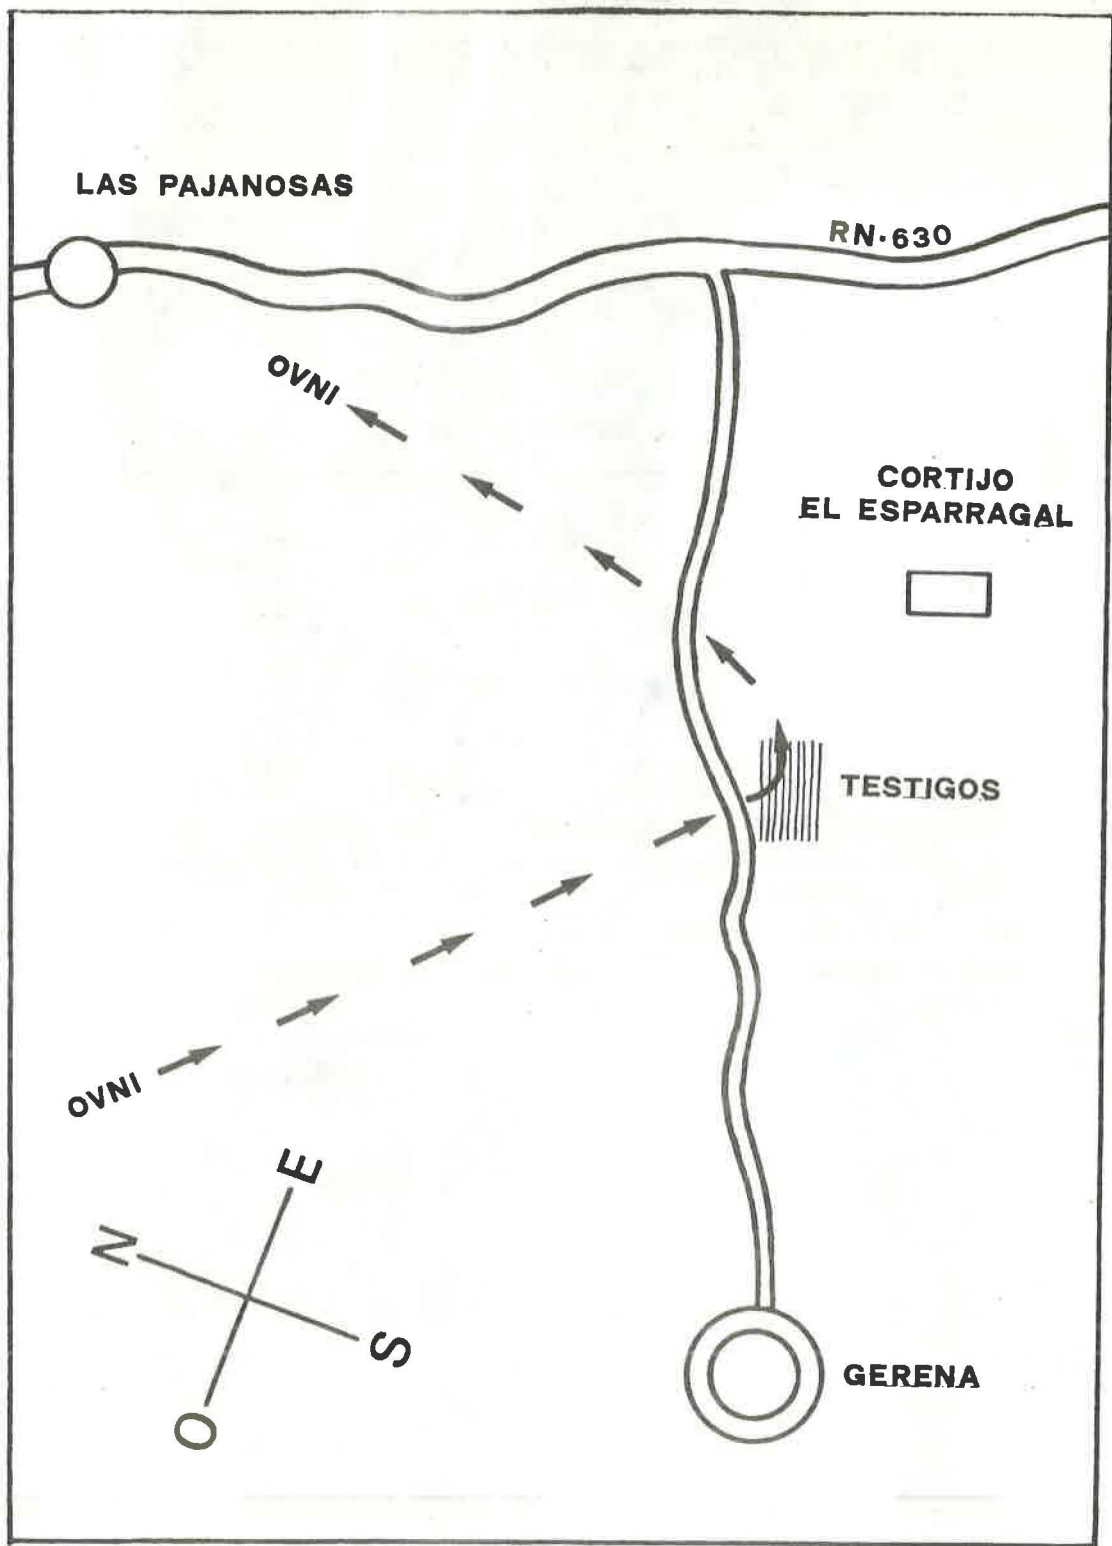 LAS PAJANOSAS
RN.630
OVNI
CORTIJO
EL ESPARRAGAL
TESTIGOS
OVNI
E
N
S
O
GERENA